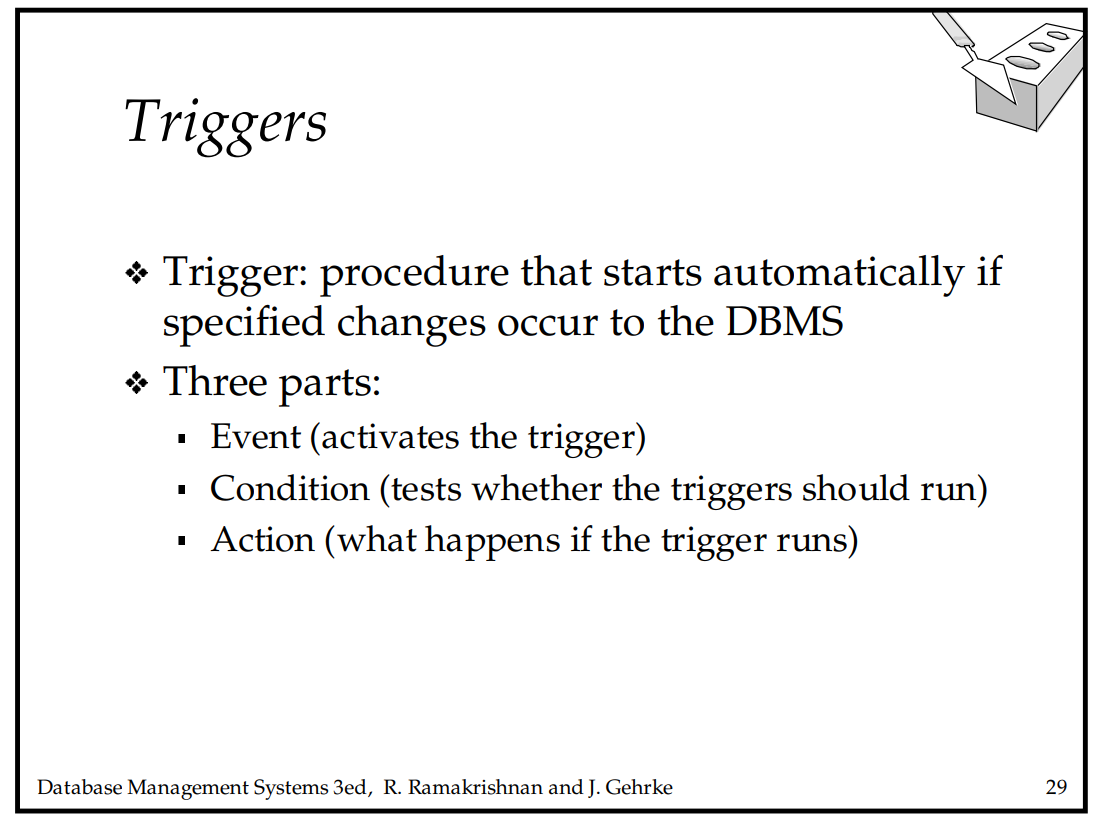 Triggers
❖ Trigger: procedure that starts automatically if
specified changes occur to the DBMS
❖ Three parts:
▪ Event (activates the trigger)
▪ Condition (tests whether the triggers should run)
▪ Action (what happens if the trigger runs)
Database Management Systems 3ed, R. Ramakrishnan and J. Gehrke 29